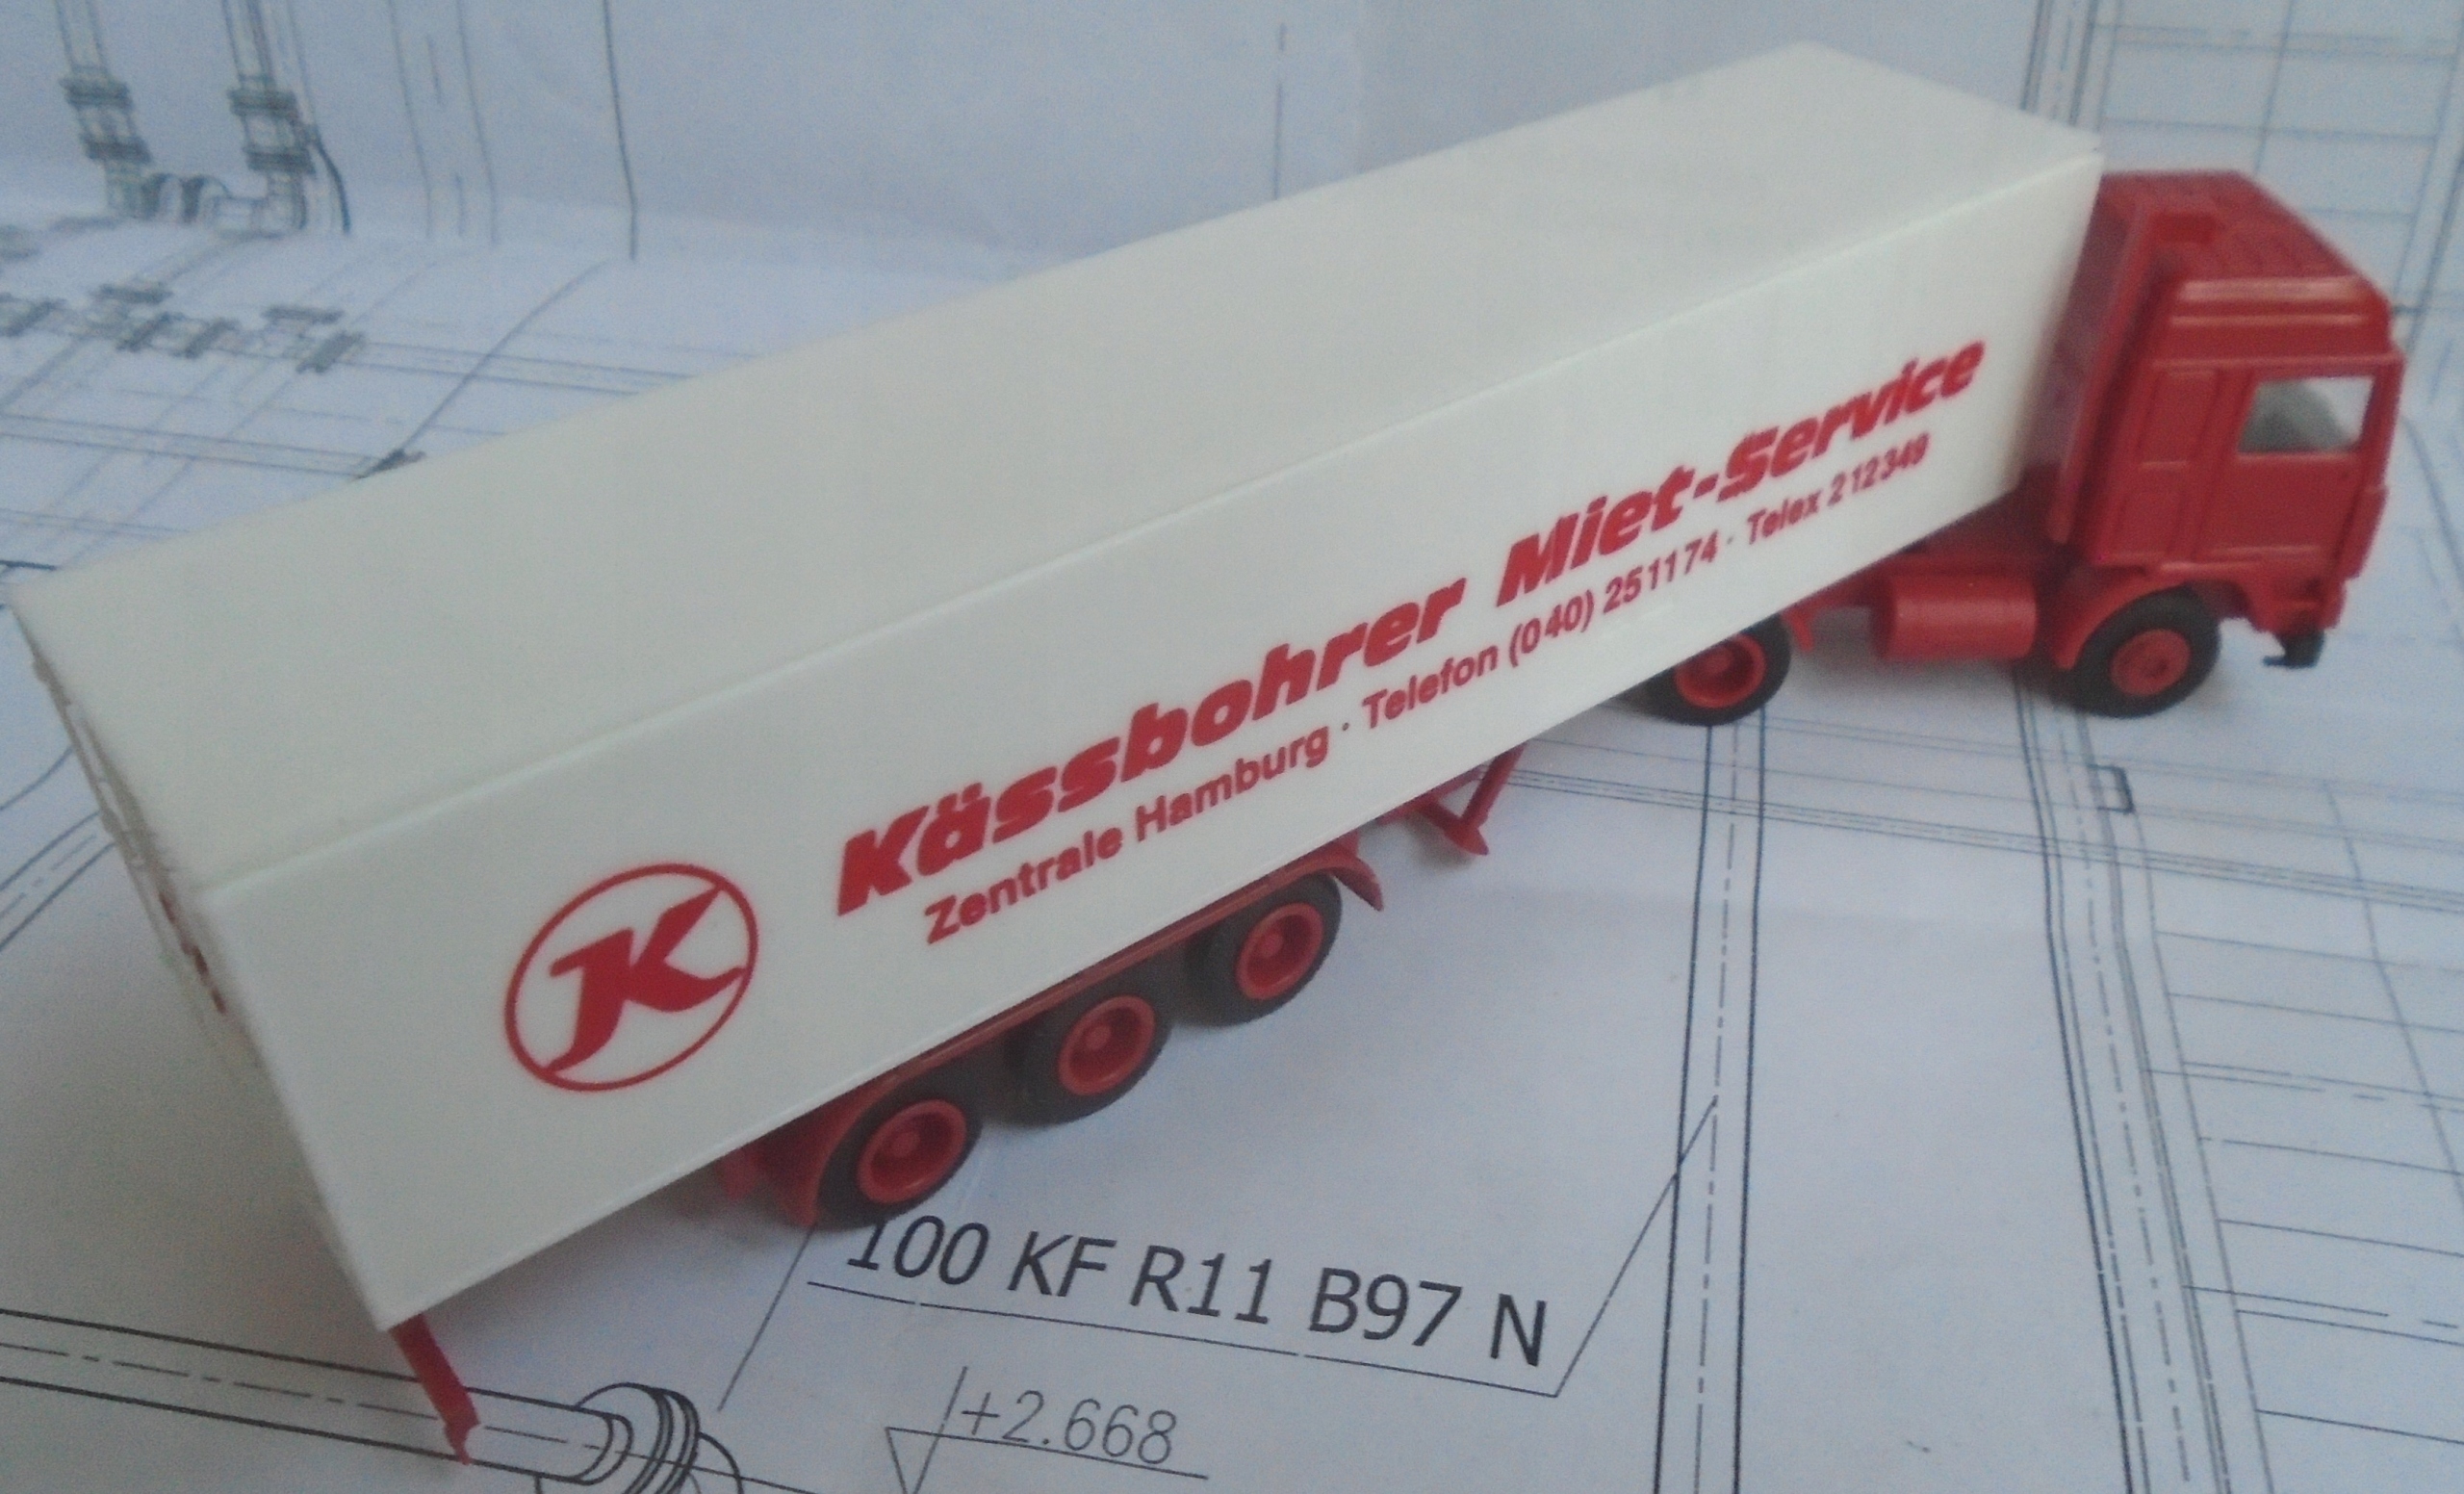 Kässbohrer Miet-Service
Zentrale Hamburg · Telefon (040) 251174 · Telex 212349
K
100 KF R11 B97 N
+2.668